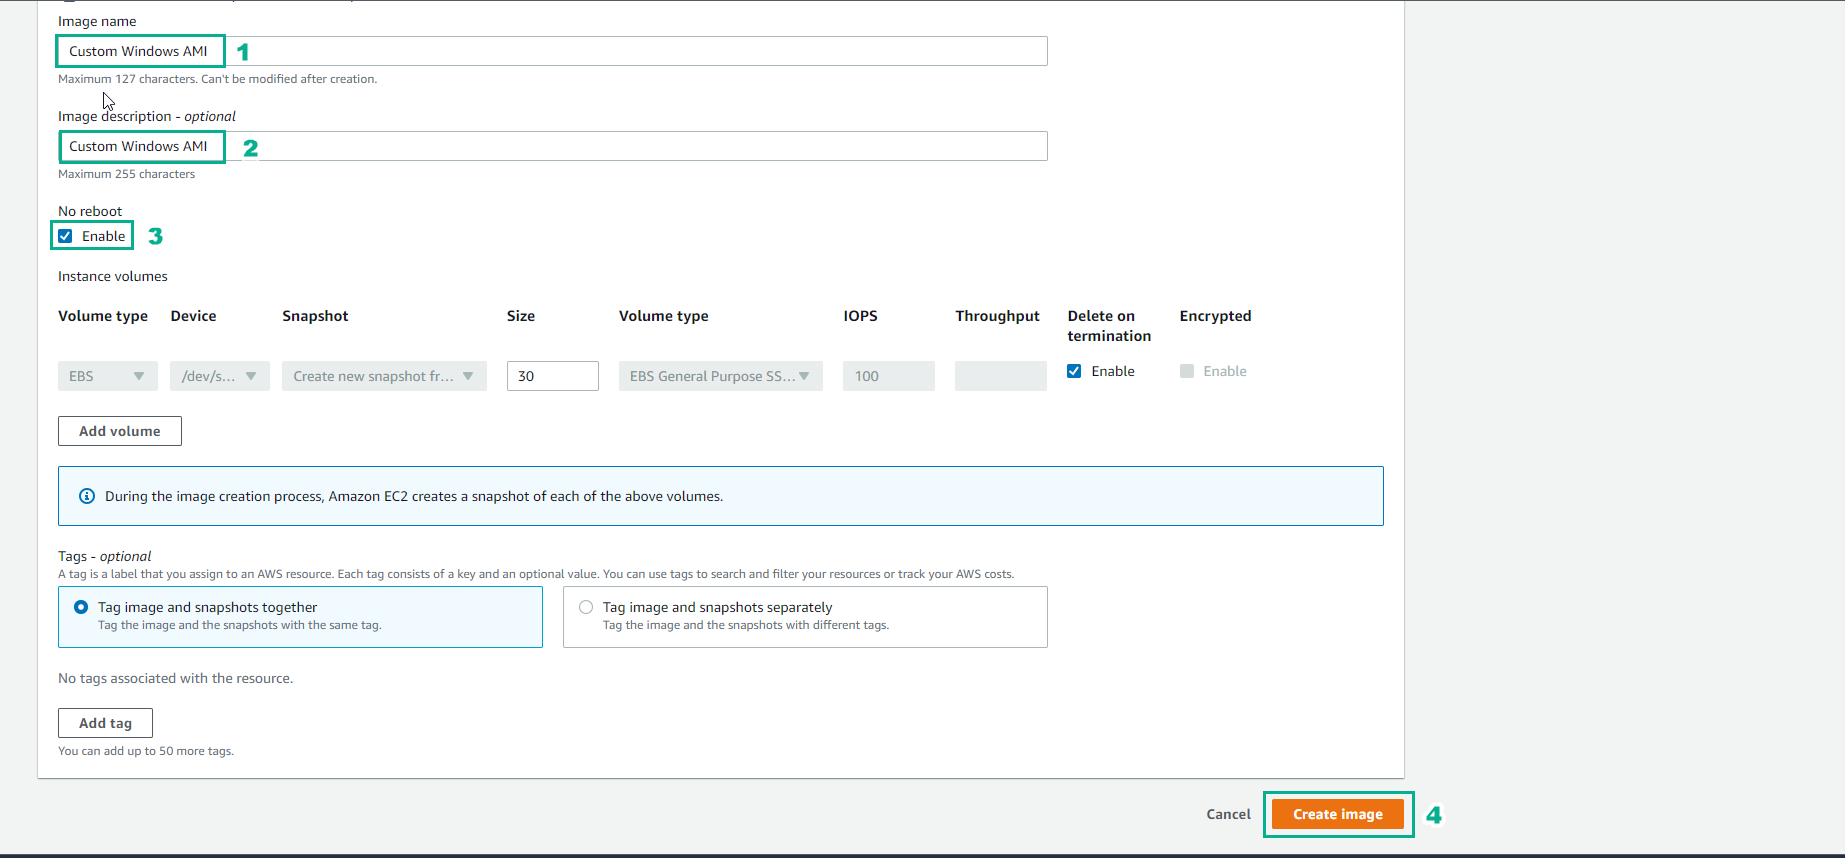 Image name
Custom Windows AMI 1
Maximum 127 characters. Can't be modified after creation.
Image description - optional
Custom Windows AMI 2
Maximum 255 characters
No reboot
Enable 3
Instance volumes
Volume type Device Snapshot Size Volume type IOPS Throughput Delete on termination Encrypted
EBS /dev/s... Create new snapshot fr... 30 EBS General Purpose SS... 100 Enable Enable
Add volume
During the image creation process, Amazon EC2 creates a snapshot of each of the above volumes.
Tags - optional
A tag is a label that you assign to an AWS resource. Each tag consists of a key and an optional value. You can use tags to search and filter your resources or track your AWS costs.
Tag image and snapshots together
Tag the image and the snapshots with the same tag.
Tag image and snapshots separately
Tag the image and the snapshots with different tags.
No tags associated with the resource.
Add tag
You can add up to 50 more tags.
Cancel Create image 4